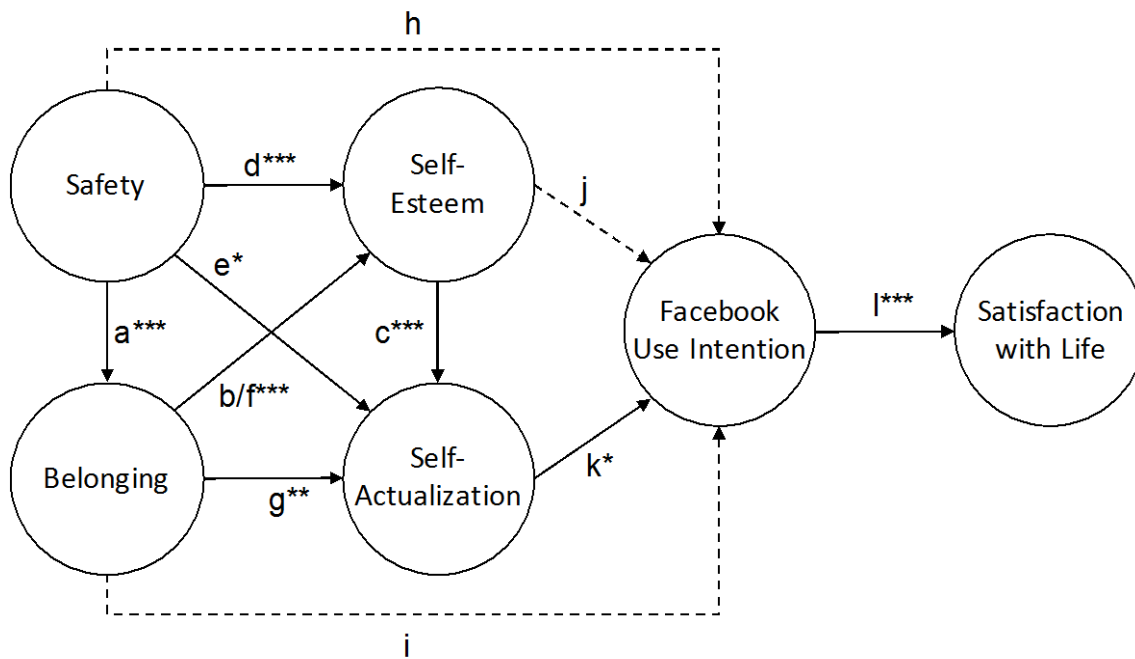 h
d***
Safety
Self-
Esteem
j
e*
a***
c***
Facebook
Use Intention
l***
Satisfaction
with Life
b/f***
Belonging
g**
Self-
Actualization
k*
i